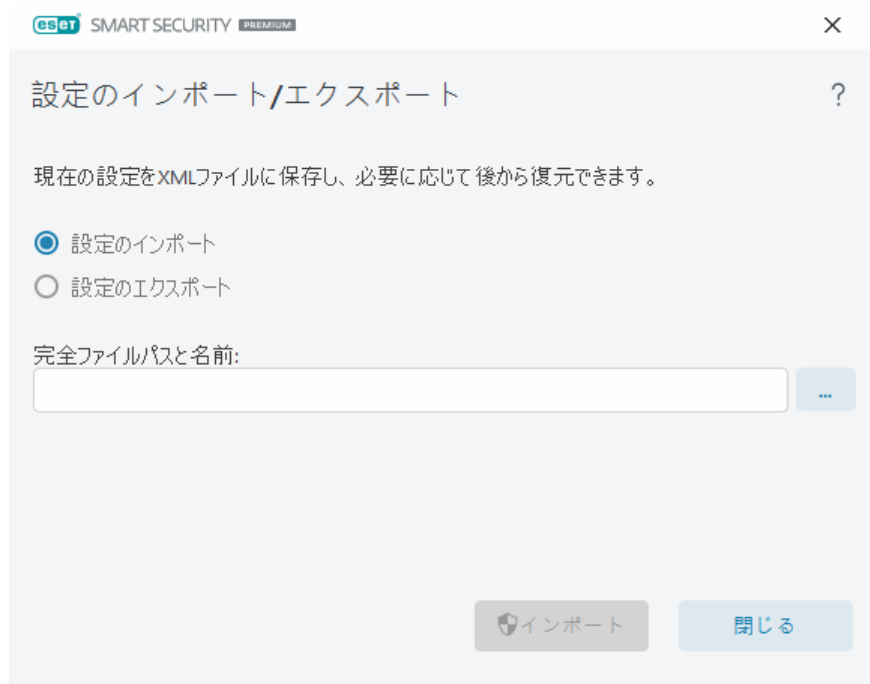 eset SMART SECURITY PREMIUM
設定のインポート/エクスポート
?
現在の設定をXMLファイルに保存し、必要に応じて後から復元できます。
設定のインポート
設定のエクスポート
完全ファイルパスと名前:
...
インポート
閉じる